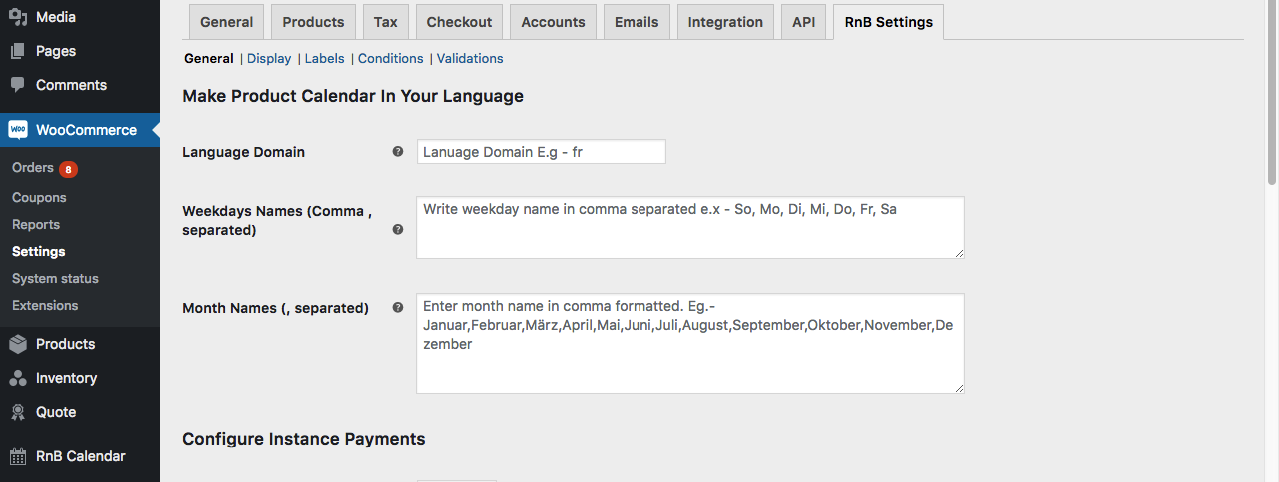 Media
Pages
Comments
WooCommerce
Orders 8
Coupons
Reports
Settings
System status
Extensions
Products
Inventory
Quote
RnB Calendar
General Products Tax Checkout Accounts Emails Integration API RnB Settings
General | Display | Labels | Conditions | Validations
Make Product Calendar In Your Language
Language Domain ? Lanuage Domain E.g - fr
Weekdays Names (Comma ,
separated) ?
Write weekday name in comma separated e.x - So, Mo, Di, Mi, Do, Fr, Sa
Month Names (, separated) ?
Enter month name in comma formatted. Eg.-
Januar,Februar,März,April,Mai,Juni,Juli,August,September,Oktober,November,De
zember
Configure Instance Payments